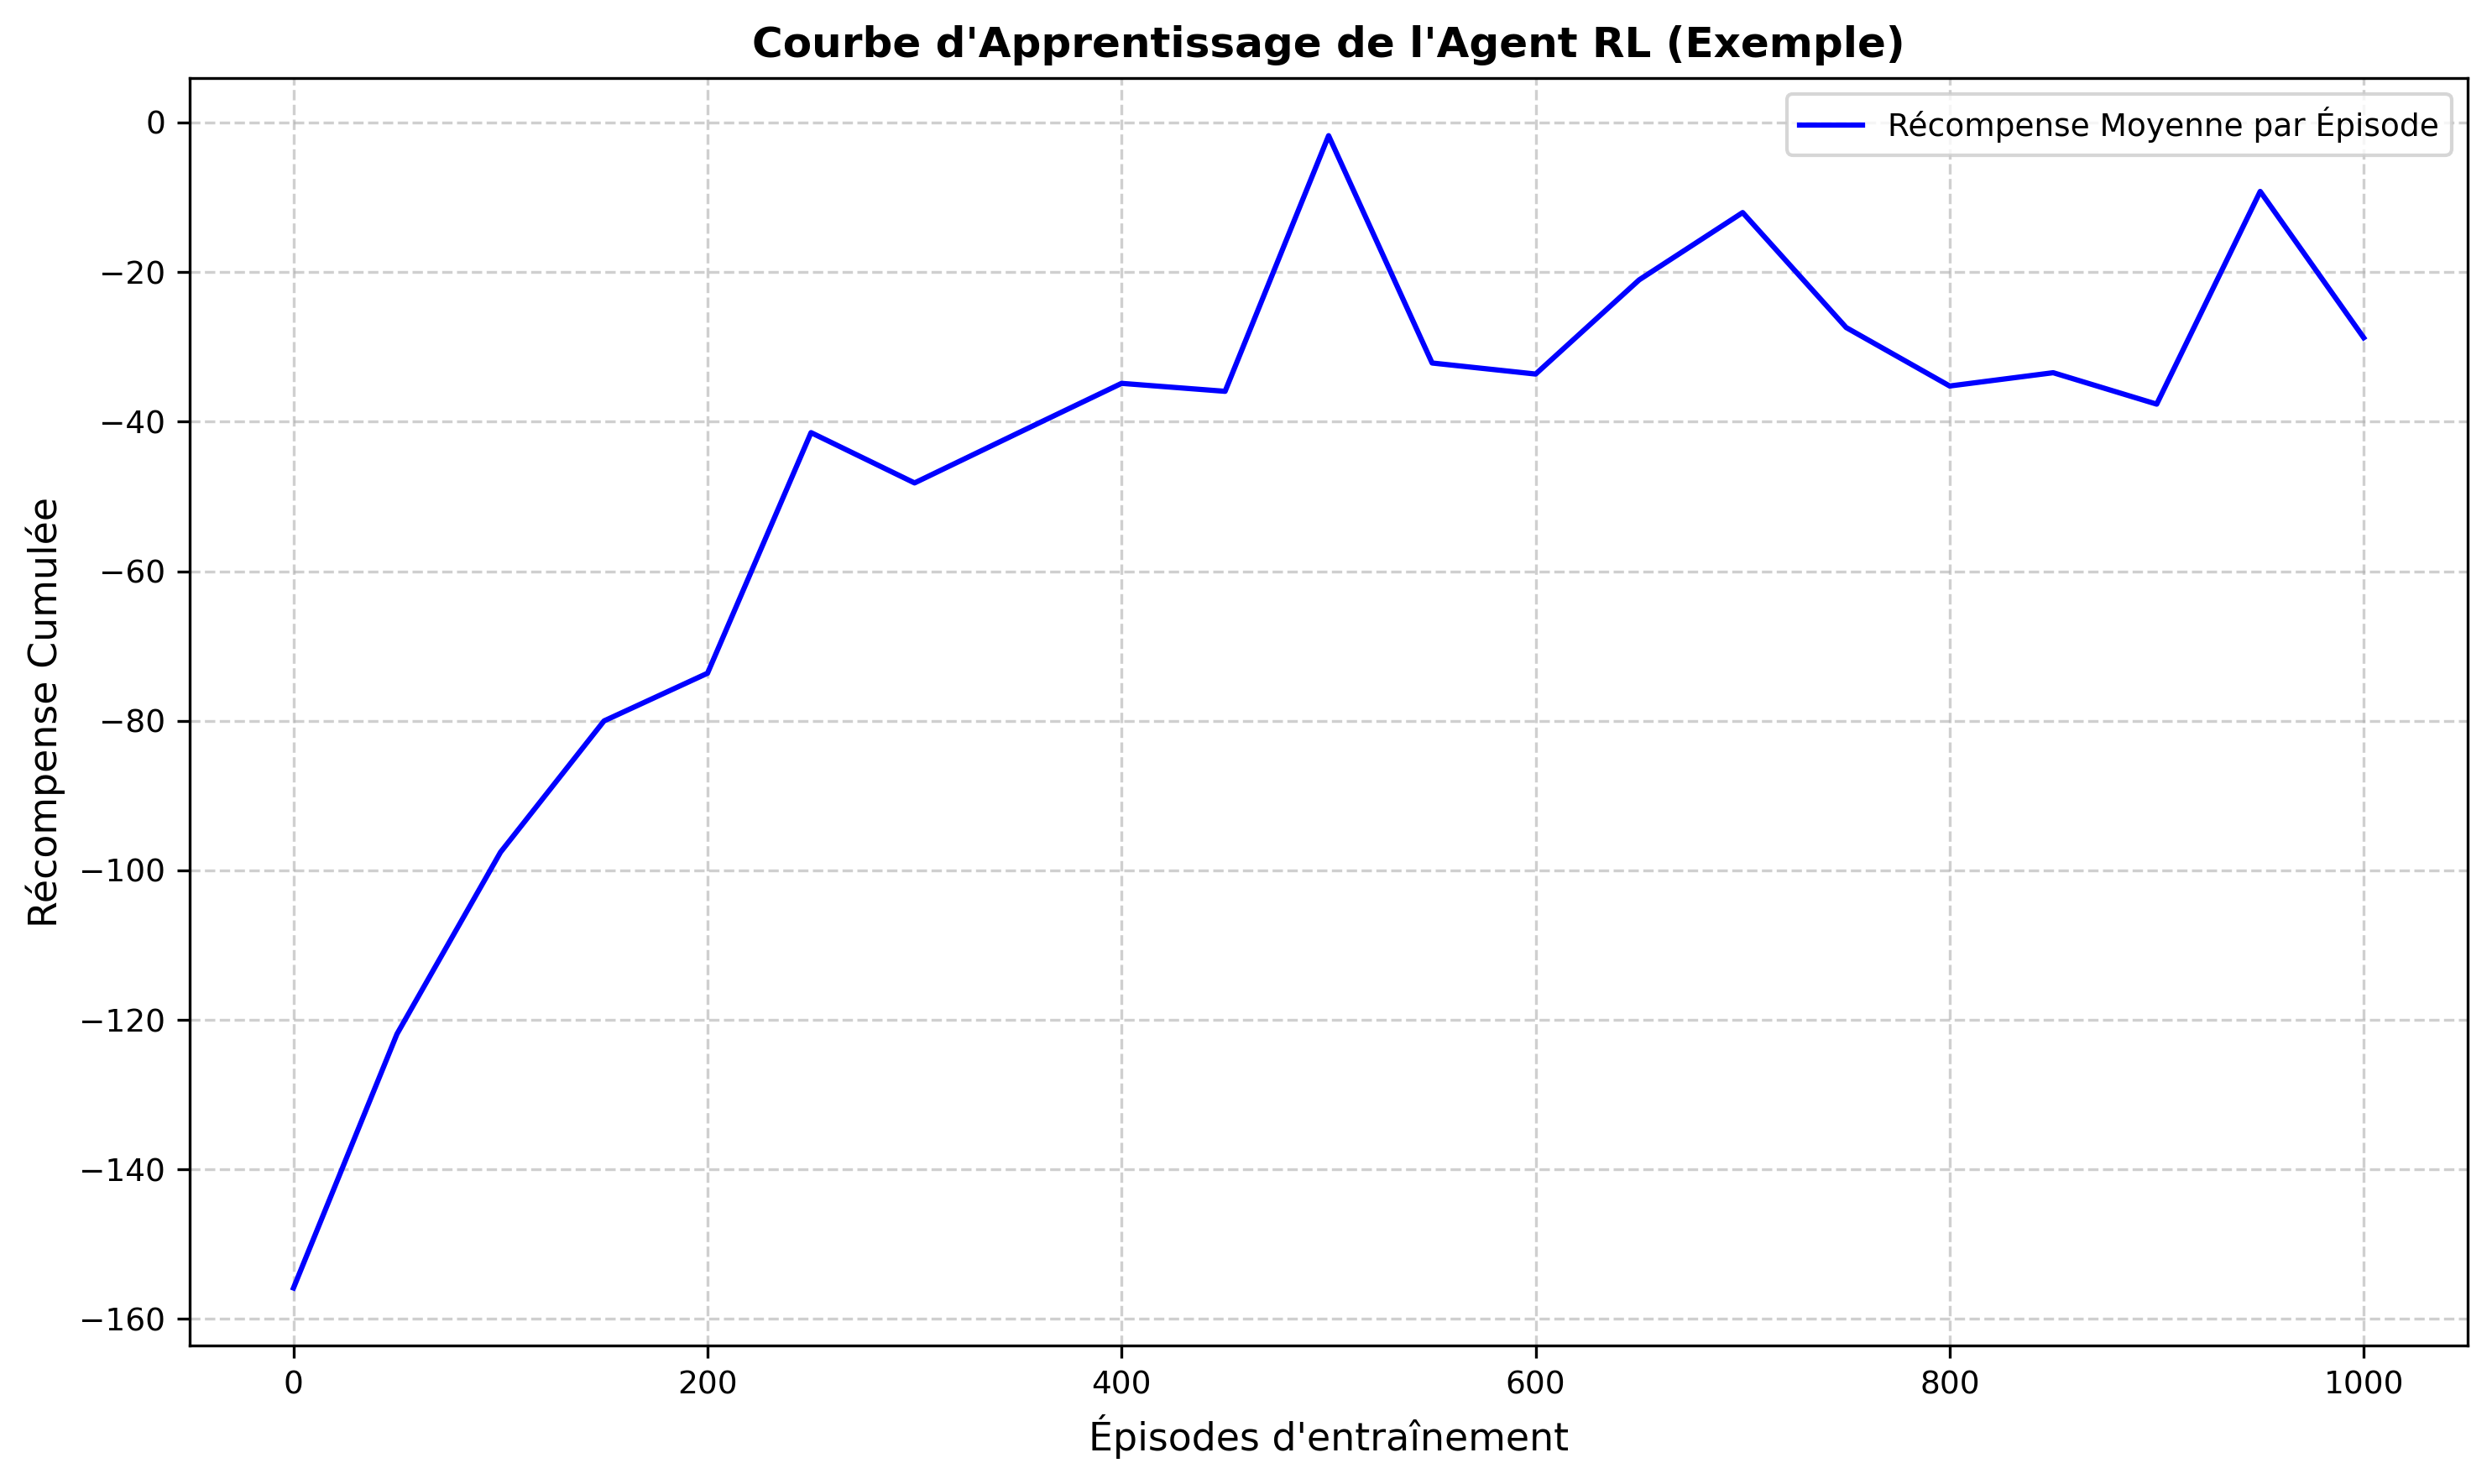 Courbe d'Apprentissage de l'Agent RL (Exemple)
Récompense Moyenne par Épisode
Récompense Cumulée
0
−20
−40
−60
−80
−100
−120
−140
−160
0 200 400 600 800 1000
Épisodes d'entraînement